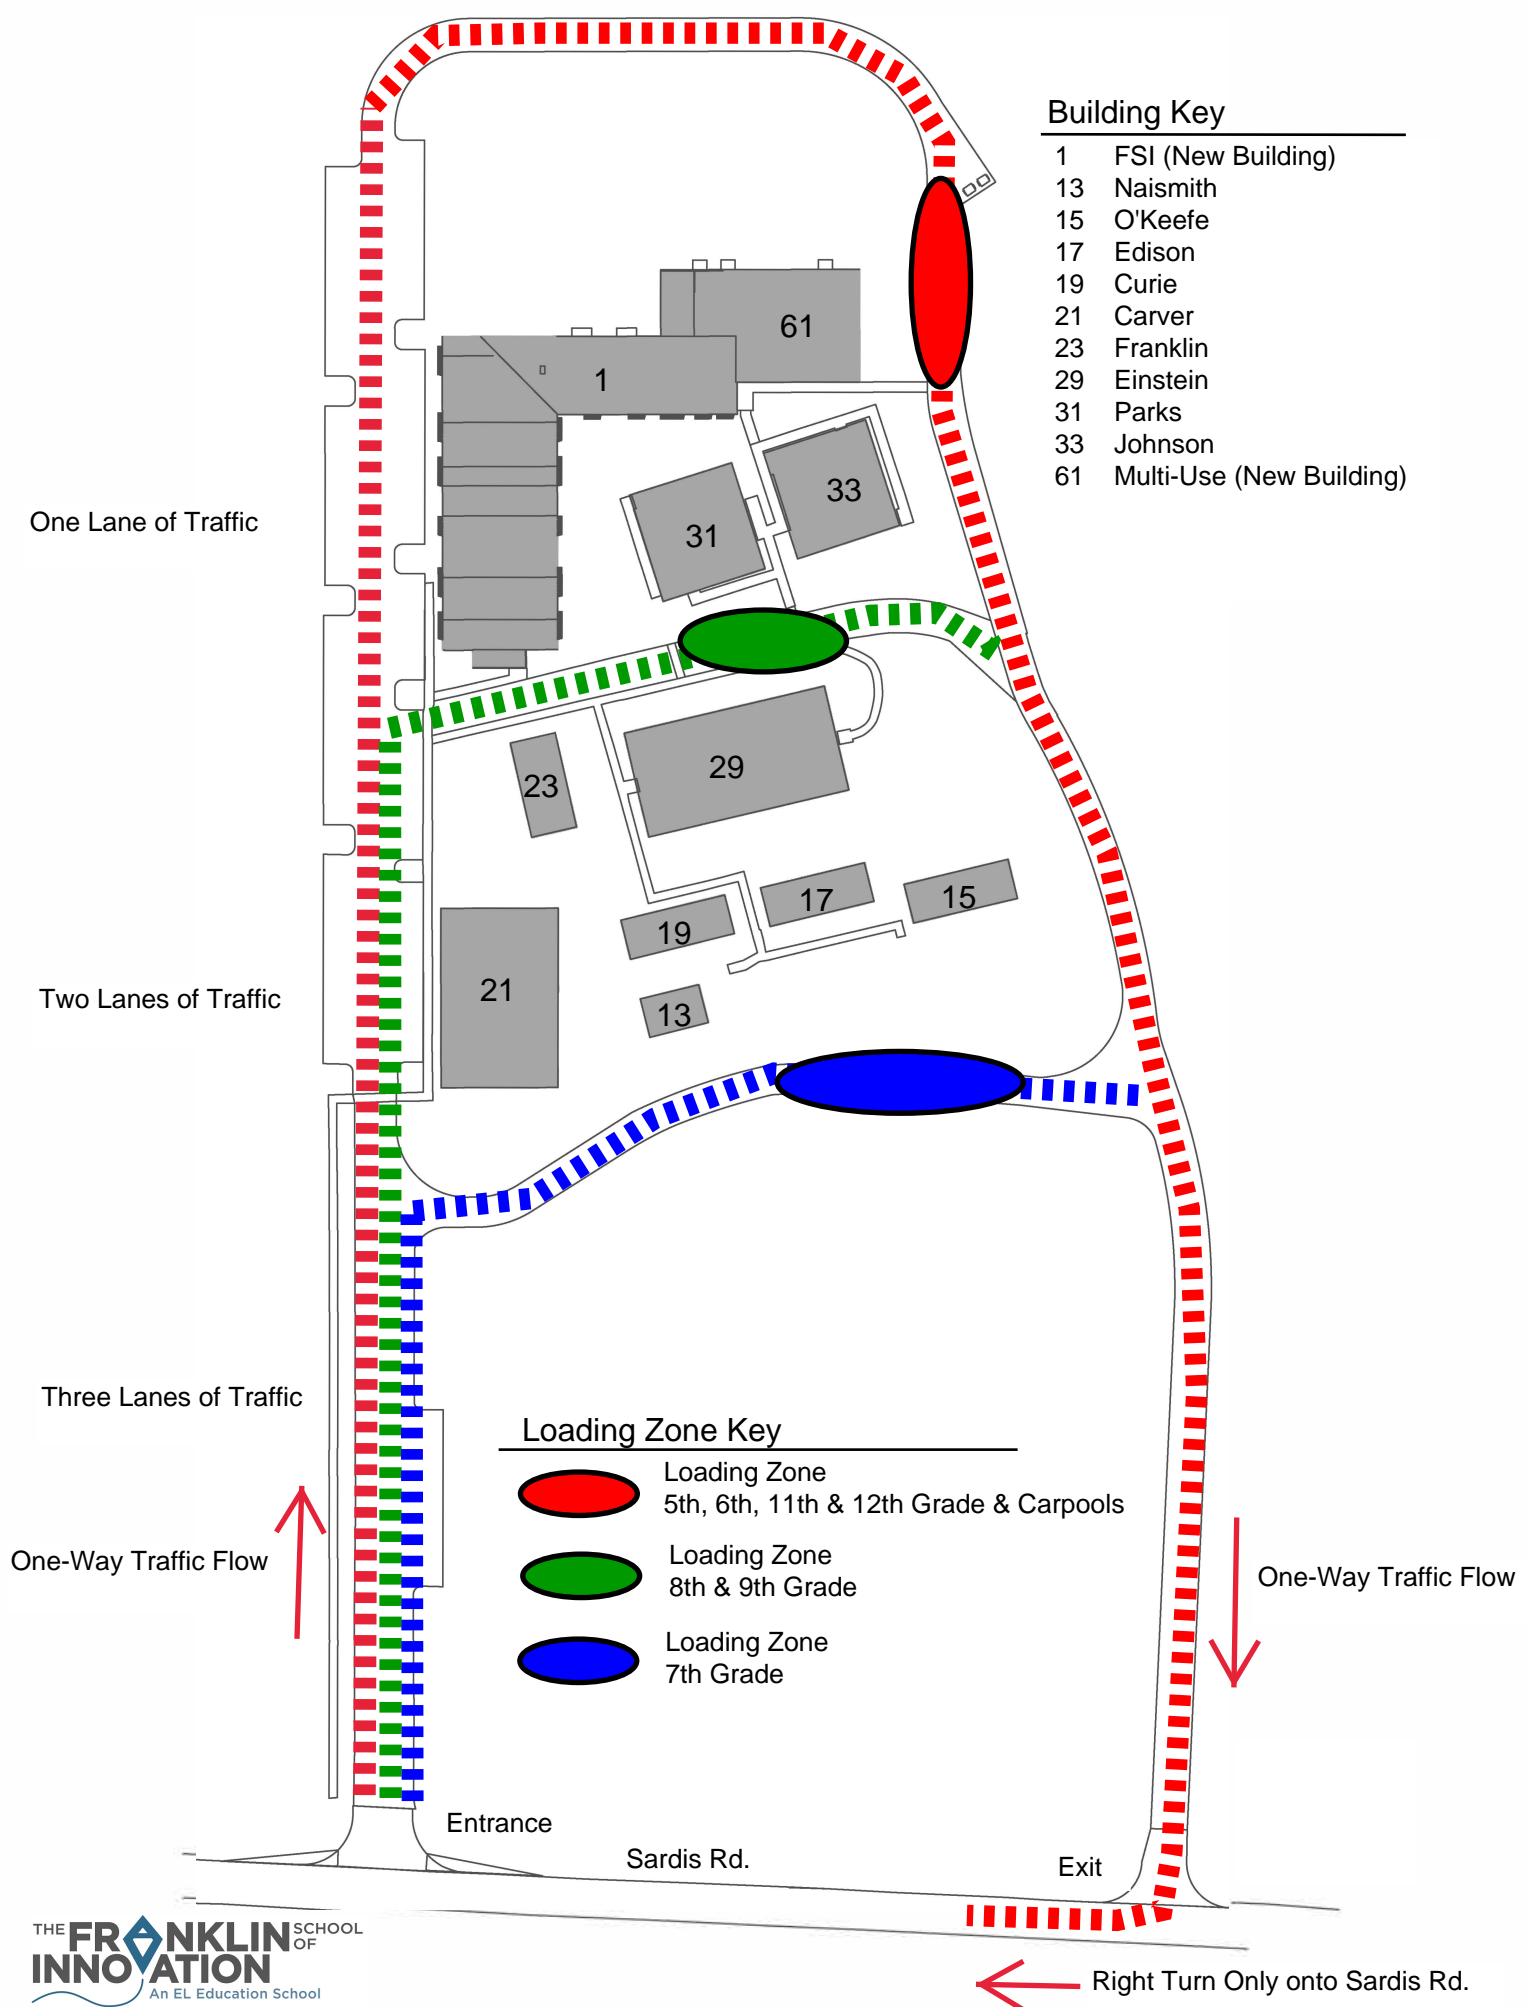 Building Key
1 FSI (New Building)
13 Naismith
15 O'Keefe
17 Edison
19 Curie
21 Carver
23 Franklin
29 Einstein
31 Parks
33 Johnson
61 Multi-Use (New Building)
61
1
33
31
One Lane of Traffic
29
23
17
15
19
21
13
Two Lanes of Traffic
Three Lanes of Traffic
Loading Zone Key
Loading Zone
5th, 6th, 11th & 12th Grade & Carpools
Loading Zone
8th & 9th Grade
Loading Zone
7th Grade
One-Way Traffic Flow
One-Way Traffic Flow
Entrance
Sardis Rd.
Exit
Right Turn Only onto Sardis Rd.
THE FRANKLIN SCHOOL OF
INNOVATION
An EL Education School